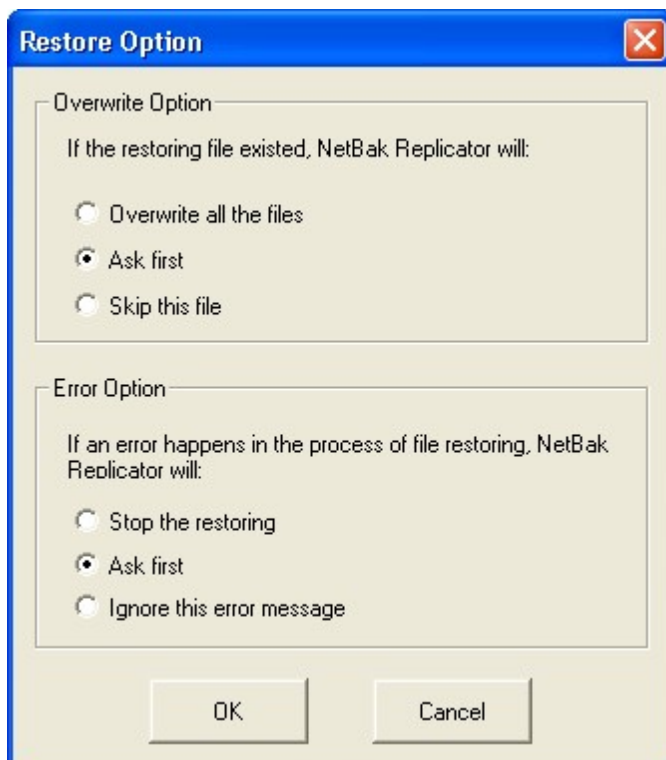 Restore Option
Overwrite Option
If the restoring file existed, NetBak Replicator will:
Overwrite all the files
Ask first
Skip this file
Error Option
If an error happens in the process of file restoring, NetBak
Replicator will:
Stop the restoring
Ask first
Ignore this error message
OK
Cancel